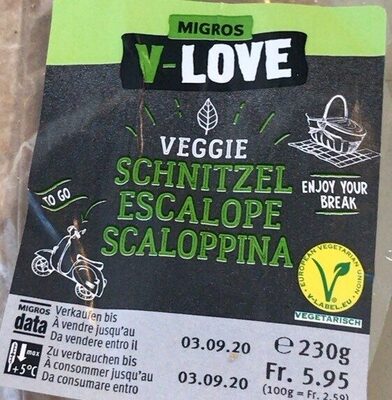 MIGROS
V-LOVE
VEGGIE
SCHNITZEL
ESCALOPE
SCALOPPINA
ENJOY YOUR
BREAK
TO GO
EUROPEAN VEGETARIAN UNION
V-LABEL.EU
VEGETARISCH
MIGROS
data
Verkaufen bis
À vendre jusqu'au
Da vendere entro il
03.09.20
e 230g
max
+5°C
Zu verbrauchen bis
À consommer jusqu'au
Da consumare entro
03.09.20
Fr. 5.95
(100g = Fr. 2.59)